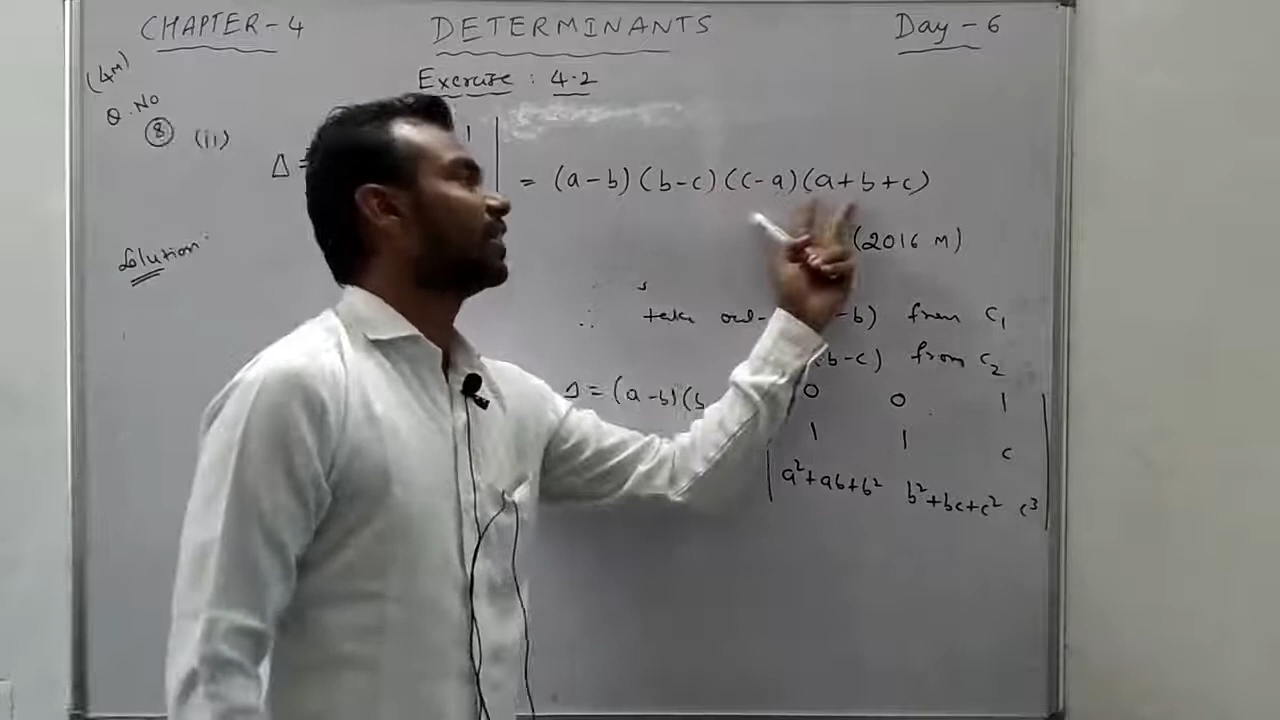 CHAPTER-4 DETERMINANTS Day - 6
(4M) Exercise : 4.2
Q.No
8 (ii) Δ= 1 = (a-b)(b-c)(c-a)(a+b+c)
Solution: (2016 M)
∴ take out -b) from C₁
(b-c) from C₂
Δ = (a-b)(b 0 0 1
1 1 c
a²+ab+b² b²+bc+c² c³